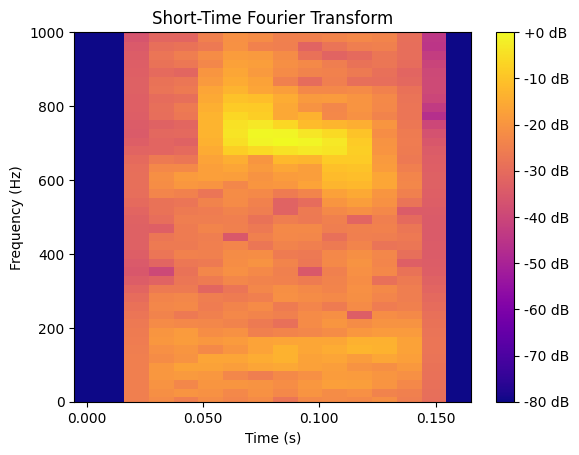 Short-Time Fourier Transform
1000
800
600
400
200
0
Frequency (Hz)
0.000
0.050
0.100
0.150
Time (s)
+0 dB
-10 dB
-20 dB
-30 dB
-40 dB
-50 dB
-60 dB
-70 dB
-80 dB